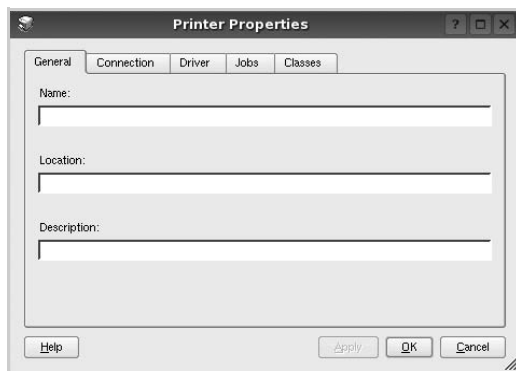 Printer Properties
?
General Connection Driver Jobs Classes
Name:
Location:
Description:
Help Apply OK Cancel